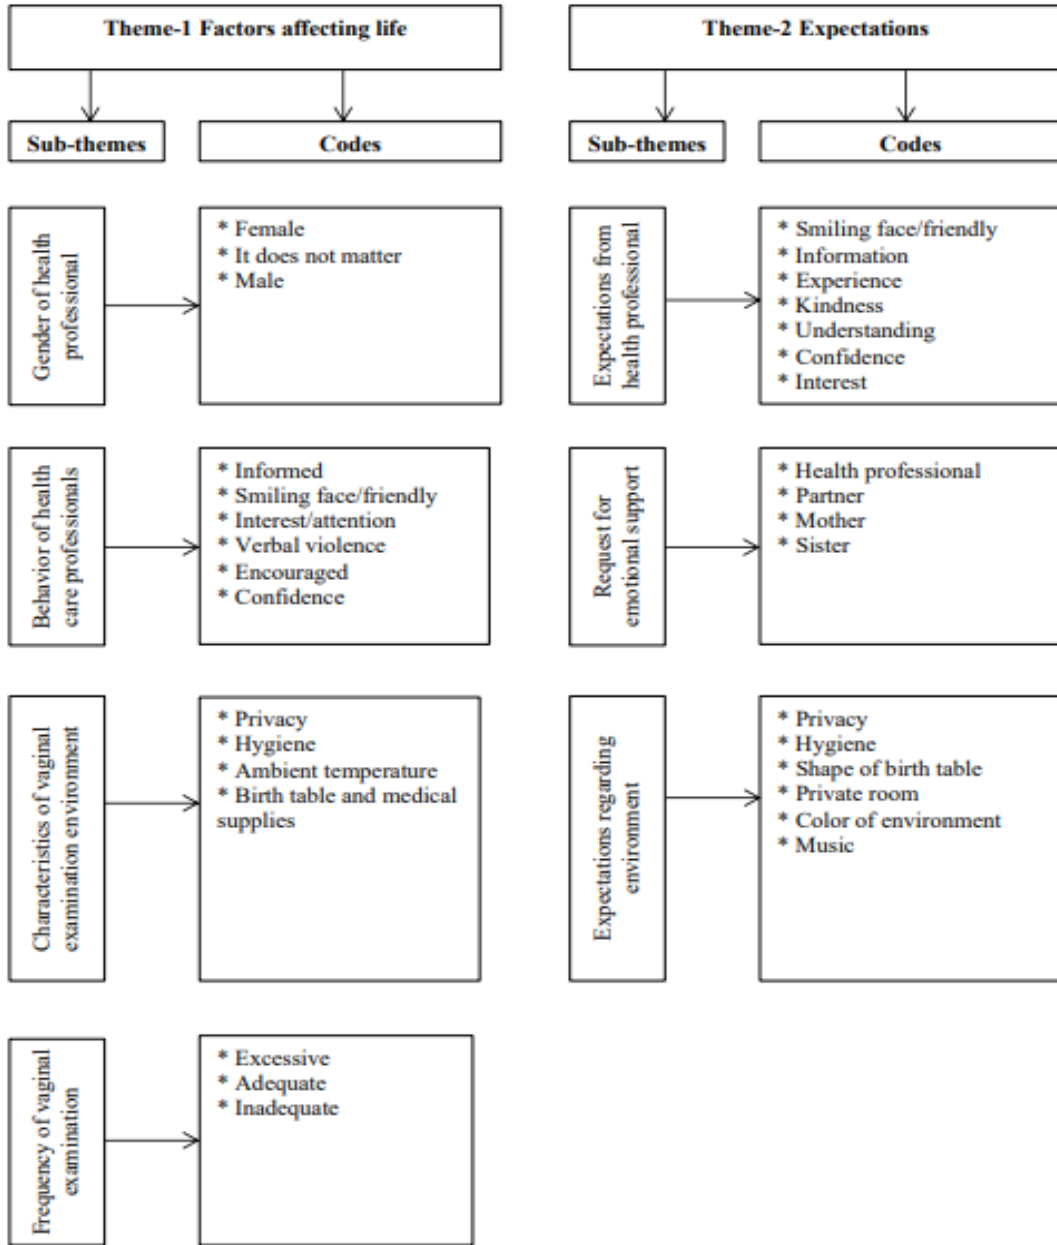 Theme-1 Factors affecting life
Sub-themes
Codes
Gender of health
professional
* Female
* It does not matter
* Male
Behavior of health
care professionals
* Informed
* Smiling face/friendly
* Interest/attention
* Verbal violence
* Encouraged
* Confidence
Characteristics of vaginal
examination environment
* Privacy
* Hygiene
* Ambient temperature
* Birth table and medical
supplies
Frequency of vaginal
examination
* Excessive
* Adequate
* Inadequate
Theme-2 Expectations
Sub-themes
Codes
Expectations from
health professional
* Smiling face/friendly
* Information
* Experience
* Kindness
* Understanding
* Confidence
* Interest
Request for
emotional support
* Health professional
* Partner
* Mother
* Sister
Expectations regarding
environment
* Privacy
* Hygiene
* Shape of birth table
* Private room
* Color of environment
* Music